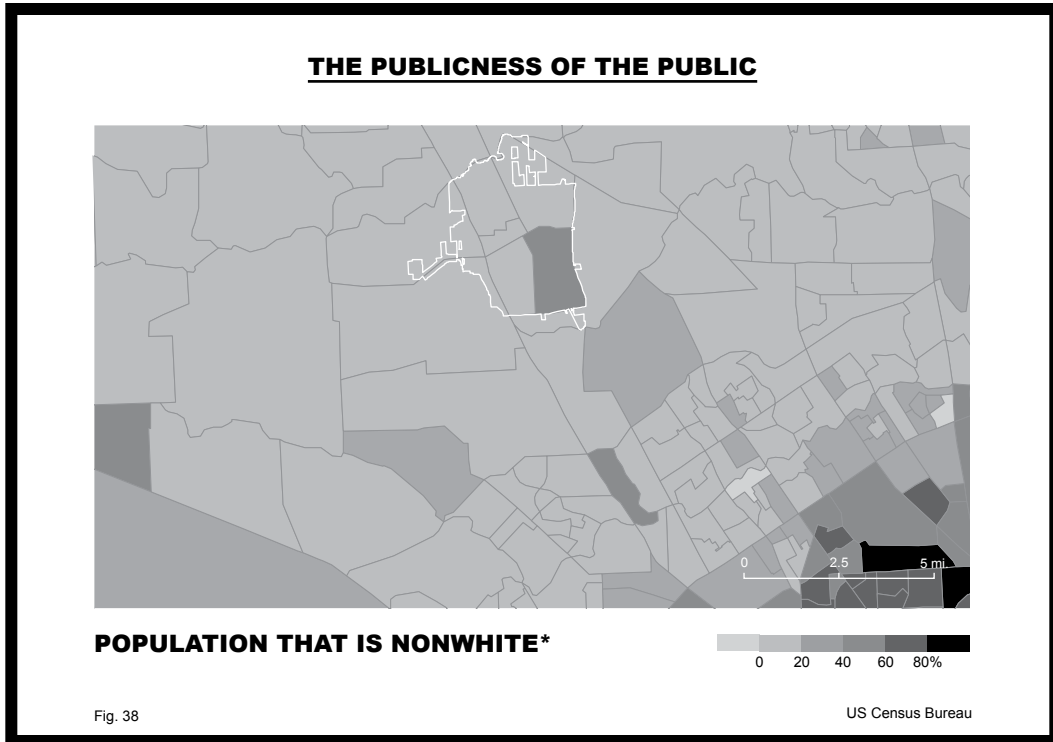 THE PUBLICNESS OF THE PUBLIC
0 2.5 5 mi
POPULATION THAT IS NONWHITE*
0 20 40 60 80%
Fig. 38
US Census Bureau